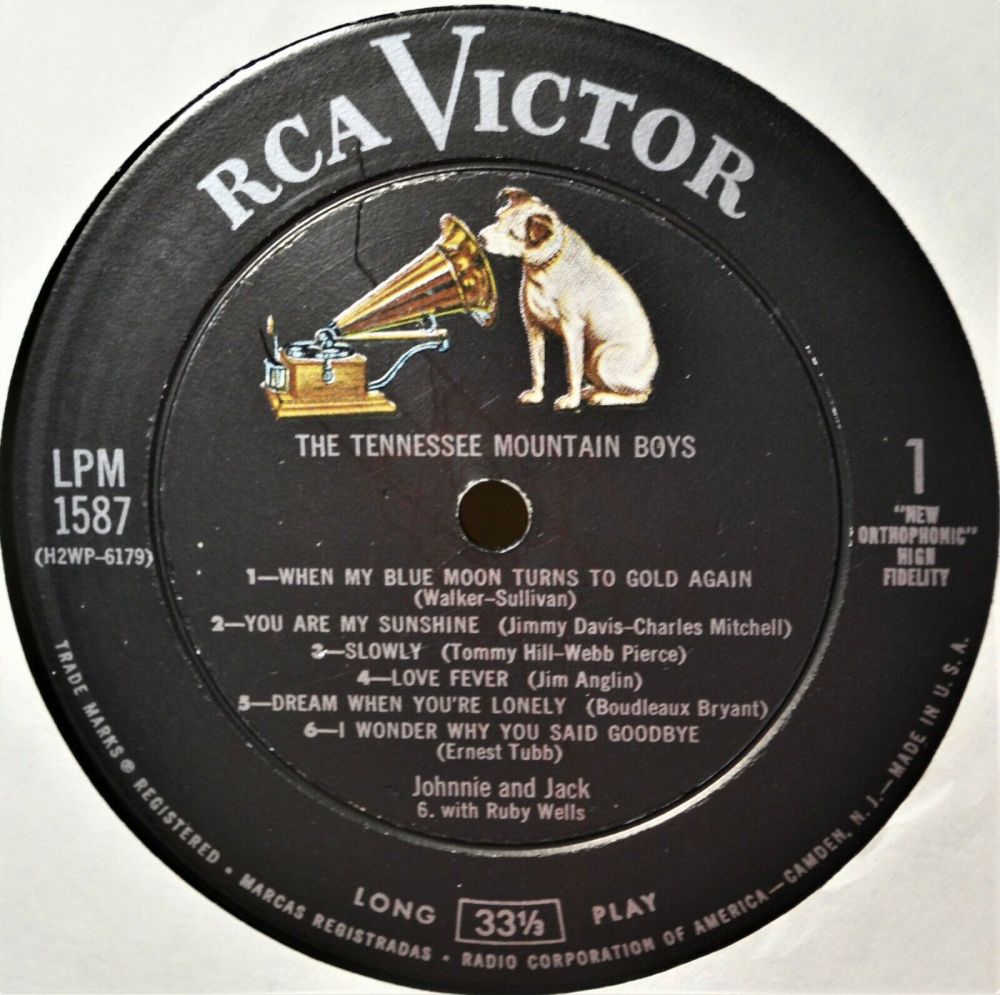 RCA VICTOR
THE TENNESSEE MOUNTAIN BOYS
LPM
1587
(H2WP-6179)
1
"NEW
ORTHOPHONIC"
HIGH
FIDELITY
1—WHEN MY BLUE MOON TURNS TO GOLD AGAIN
(Walker-Sullivan)
2—YOU ARE MY SUNSHINE (Jimmy Davis-Charles Mitchell)
3—SLOWLY (Tommy Hill-Webb Pierce)
4—LOVE FEVER (Jim Anglin)
5—DREAM WHEN YOU'RE LONELY (Boudleaux Bryant)
6—I WONDER WHY YOU SAID GOODBYE
(Ernest Tubb)
Johnnie and Jack
6. with Ruby Wells
LONG 33⅓ PLAY
TRADE MARKS ® REGISTERED • MARCAS REGISTRADAS • RADIO CORPORATION OF AMERICA—CAMDEN, N. J.—MADE IN U. S. A.